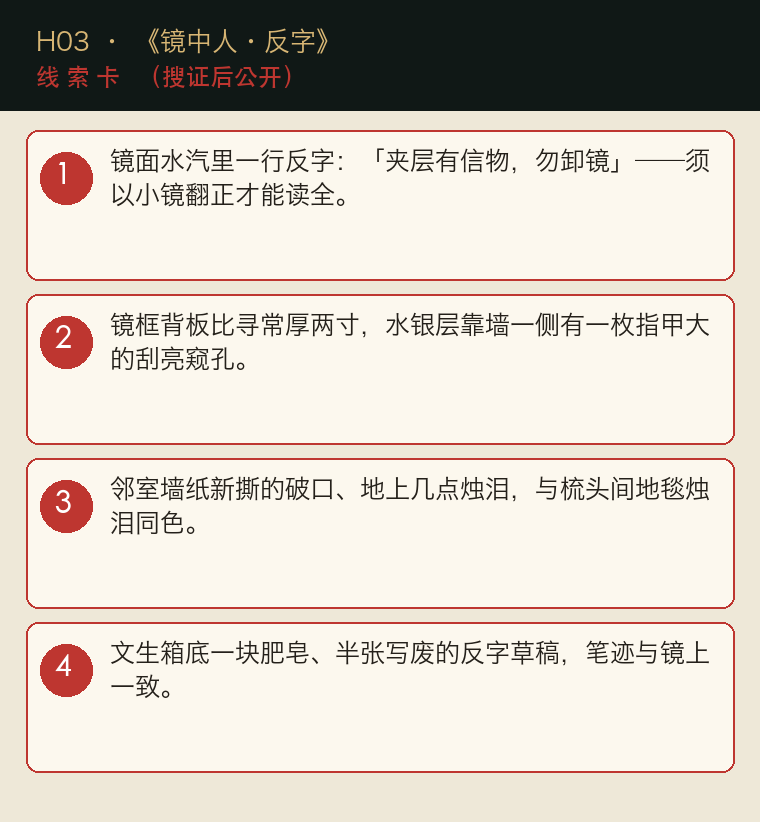 H03 · 《镜中人·反字》
线索卡 （搜证后公开）
1
镜面水汽里一行反字：「夹层有信物，勿卸镜」——须
以小镜翻正才能读全。
2
镜框背板比寻常厚两寸，水银层靠墙一侧有一枚指甲大
的刮亮窥孔。
3
邻室墙纸新撕的破口、地上几点烛泪，与梳头间地毯烛
泪同色。
4
文生箱底一块肥皂、半张写废的反字草稿，笔迹与镜上
一致。